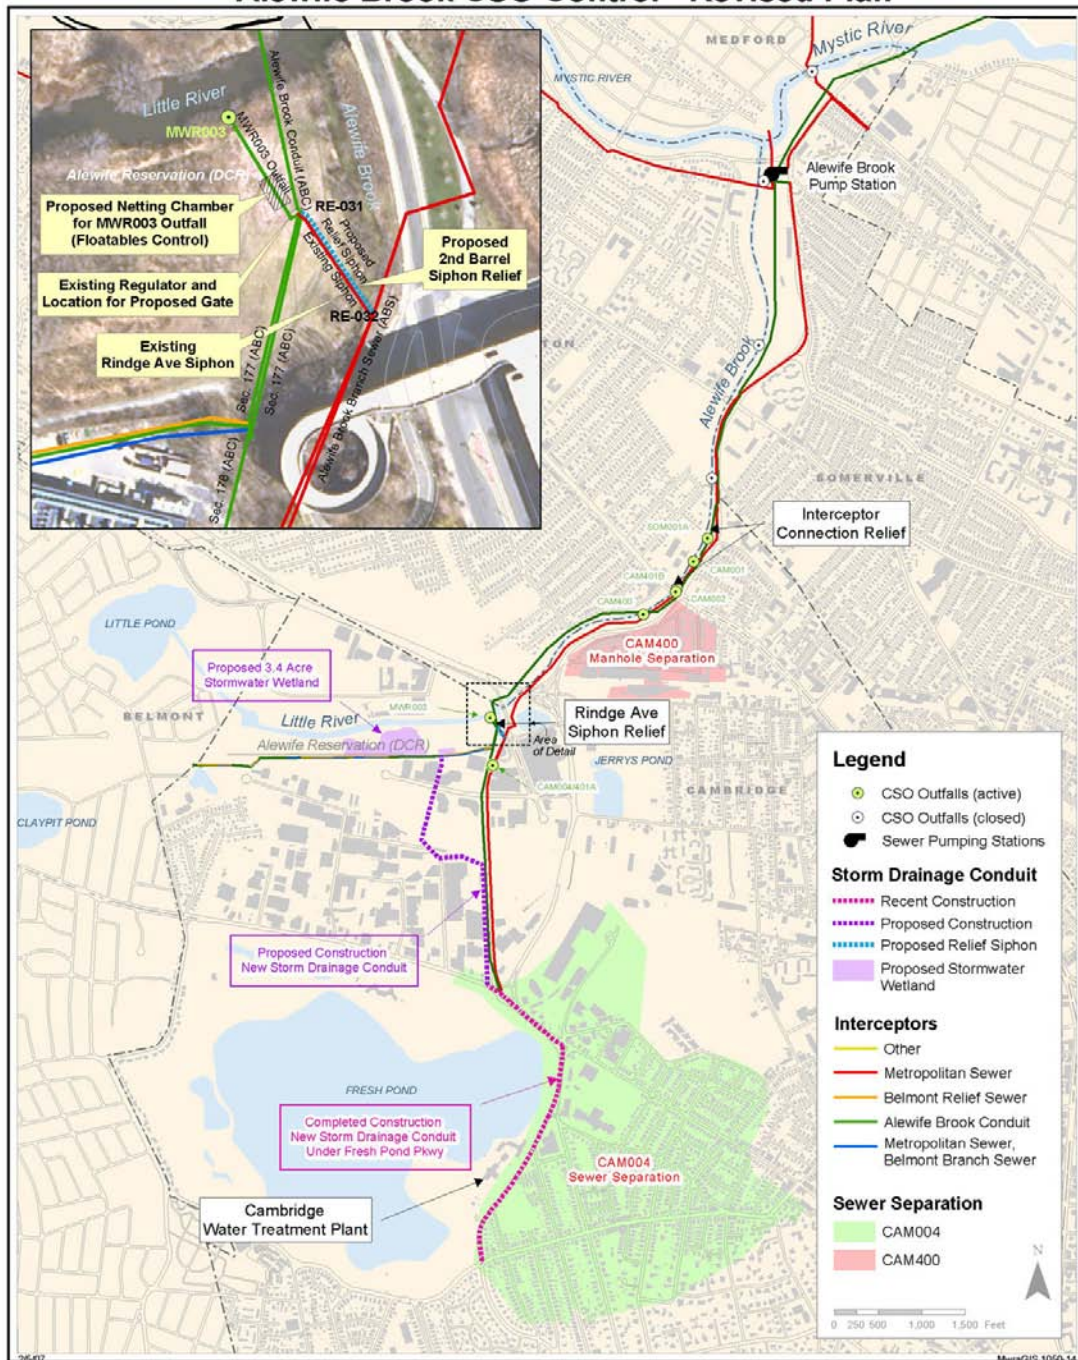 Alewife Brook CSO Control - Revised Plan
MEDFORD
Mystic River
MYSTIC RIVER
Alewife Brook
Pump Station
Alewife Brook
TON
SOMERVILLE
Interceptor
Connection Relief
SOM001A
CAM001
CAM401B
CAM002
CAM400
CAM400
Manhole Separation
Little River
MWR003
MWR003 Outfall
Alewife Brook Conduit (ABC)
Alewife Brook
Alewife Reservation (DCR)
Proposed Netting Chamber
for MWR003 Outfall
(Floatables Control)
RE-031
Proposed
Relief Siphon
Existing Siphon
Proposed
2nd Barrel
Siphon Relief
Existing Regulator and
Location for Proposed Gate
RE-032
Existing
Rindge Ave Siphon
Sec. 177 (ABC)
Sec. 177 (ABC)
Sec. 176 (ABC)
Alewife Brook Branch Sewer (ABS)
LITTLE POND
Proposed 3.4 Acre
Stormwater Wetland
BELMONT
MWR003
Little River
Alewife Reservation (DCR)
Rindge Ave
Siphon Relief
Area
of Detail
JERRYS POND
CAM004/401A
CAMBRIDGE
CLAYPIT POND
Proposed Construction
New Storm Drainage Conduit
FRESH POND
Completed Construction
New Storm Drainage Conduit
Under Fresh Pond Pkwy
CAM004
Sewer Separation
Cambridge
Water Treatment Plant
Legend
CSO Outfalls (active)
CSO Outfalls (closed)
Sewer Pumping Stations
Storm Drainage Conduit
Recent Construction
Proposed Construction
Proposed Relief Siphon
Proposed Stormwater
Wetland
Interceptors
Other
Metropolitan Sewer
Belmont Relief Sewer
Alewife Brook Conduit
Metropolitan Sewer,
Belmont Branch Sewer
Sewer Separation
CAM004
CAM400
N
0 250 500 1,000 1,500 Feet
2/5/07
MwraGIS 1050-14